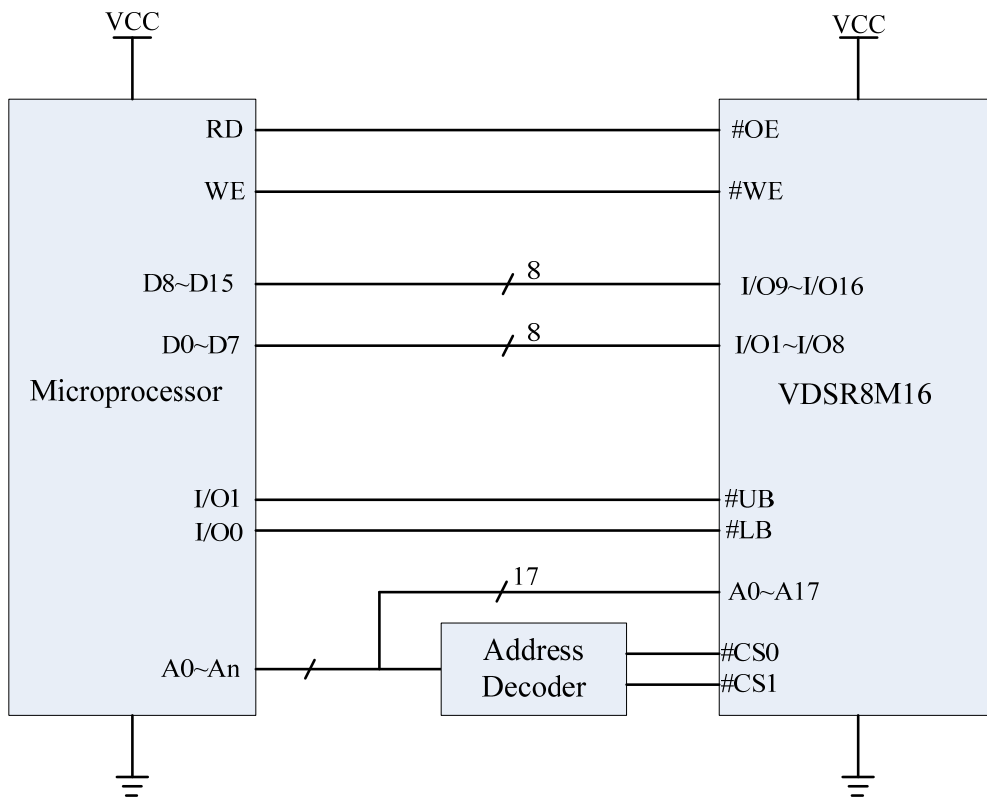 VCC
VCC
RD
#OE
WE
#WE
D8~D15
8
I/O9~I/O16
D0~D7
8
I/O1~I/O8
Microprocessor
VDSR8M16
I/O1
#UB
I/O0
#LB
17
A0~A17
A0~An
Address
Decoder
#CS0
#CS1